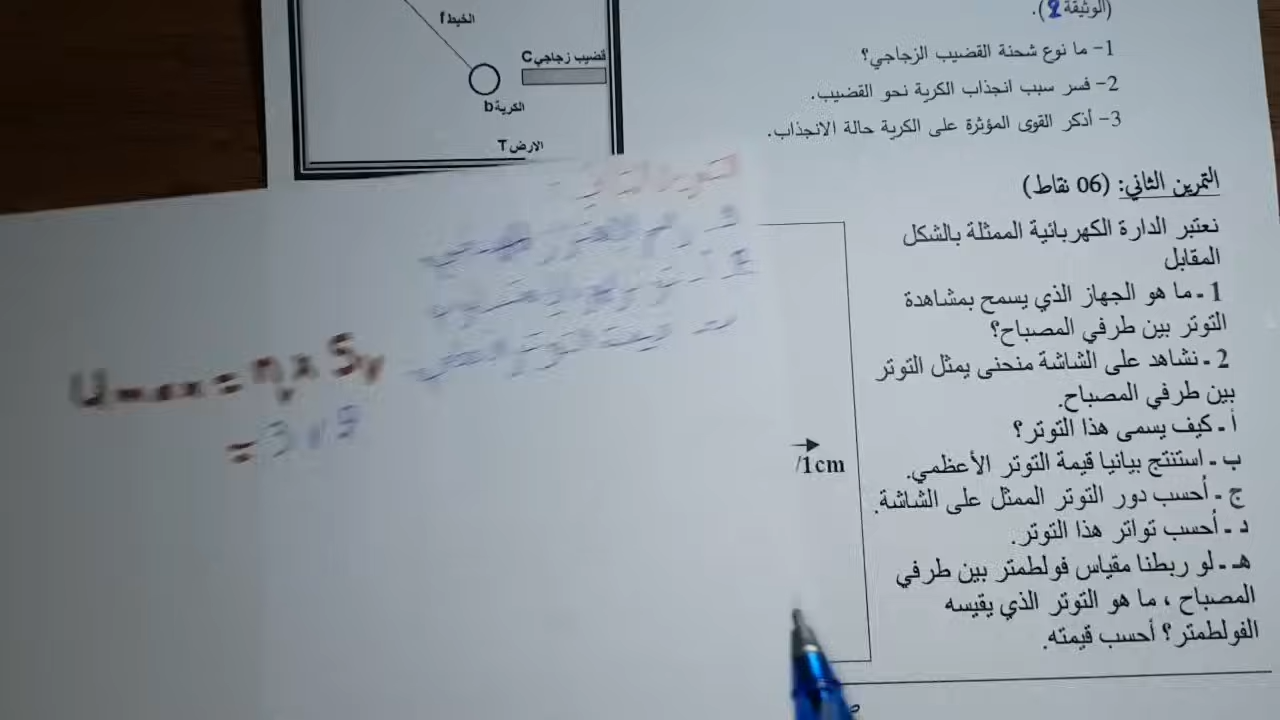 الخيط f
قضيب زجاجي C
الكرية b
الارض T
(الوثيقة 2).
1- ما نوع شحنة القضيب الزجاجي؟
2- فسر سبب انجذاب الكرية نحو القضيب.
3- أذكر القوى المؤثرة على الكرية حالة الانجذاب.
التمرين الثاني: (06 نقاط)
نعتبر الدارة الكهربائية الممثلة بالشكل
المقابل
1 ـ ما هو الجهاز الذي يسمح بمشاهدة
التوتر بين طرفي المصباح؟
2 ـ نشاهد على الشاشة منحنى يمثل التوتر
بين طرفي المصباح.
أ ـ كيف يسمى هذا التوتر؟
ب ـ استنتج بيانيا قيمة التوتر الأعظمي.
ج ـ أحسب دور التوتر الممثل على الشاشة.
د ـ أحسب تواتر هذا التوتر.
هـ ـ لو ربطنا مقياس فولطمتر بين طرفي
المصباح ، ما هو التوتر الذي يقيسه
الفولطمتر؟ أحسب قيمته.
/1cm
U max = n_v x S_v
= 3 x